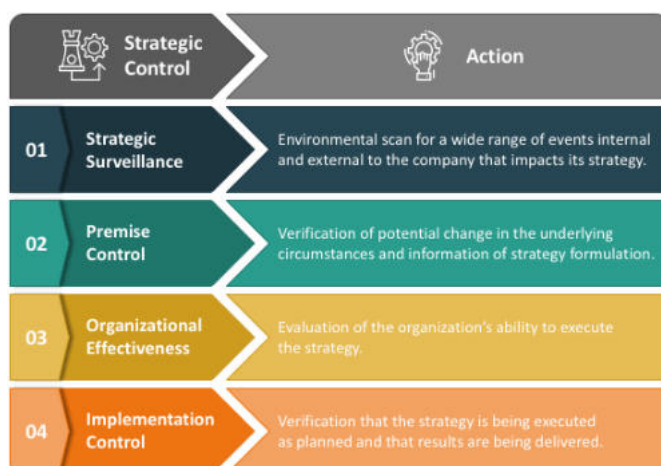 Strategic
Control
Action
01
Strategic
Surveillance
Environmental scan for a wide range of events internal
and external to the company that impacts its strategy.
02
Premise
Control
Verification of potential change in the underlying
circumstances and information of strategy formulation.
03
Organizational
Effectiveness
Evaluation of the organization's ability to execute
the strategy.
04
Implementation
Control
Verification that the strategy is being executed
as planned and that results are being delivered.